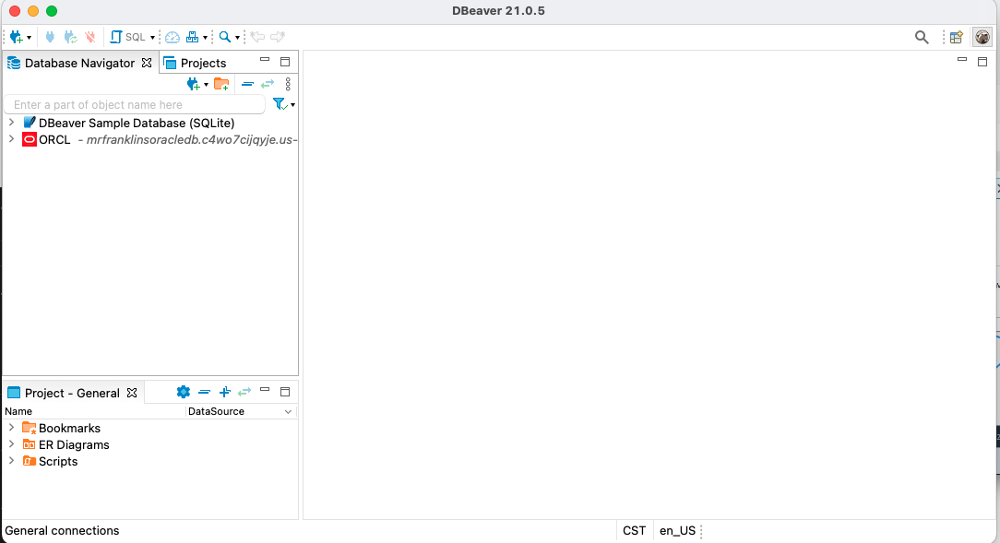 DBeaver 21.0.5
SQL
Database Navigator
Projects
Enter a part of object name here
DBeaver Sample Database (SQLite)
ORCL - mrfranklinsoracledb.c4wo7cijqyje.us-
Project - General
Name DataSource
Bookmarks
ER Diagrams
Scripts
General connections CST en_US